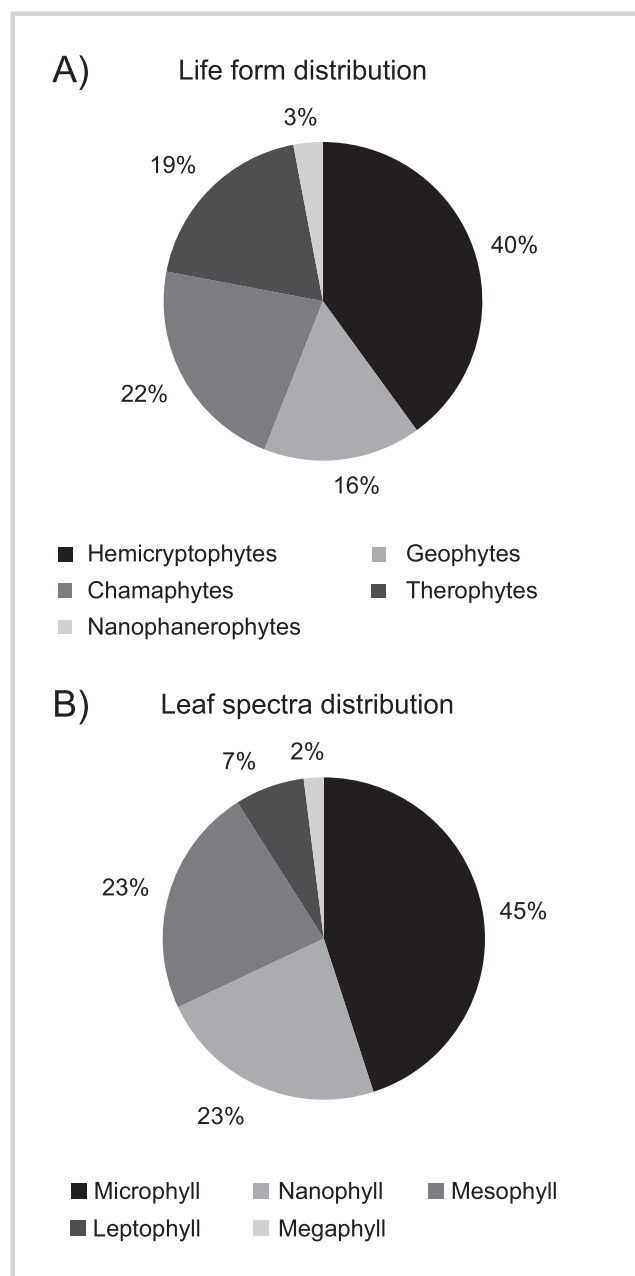 A) Life form distribution
3%
19%
40%
22%
16%
Hemicryptophytes Geophytes
Chamaphytes Therophytes
Nanophanerophytes
B) Leaf spectra distribution
7% 2%
23%
45%
23%
Microphyll Nanophyll Mesophyll
Leptophyll Megaphyll